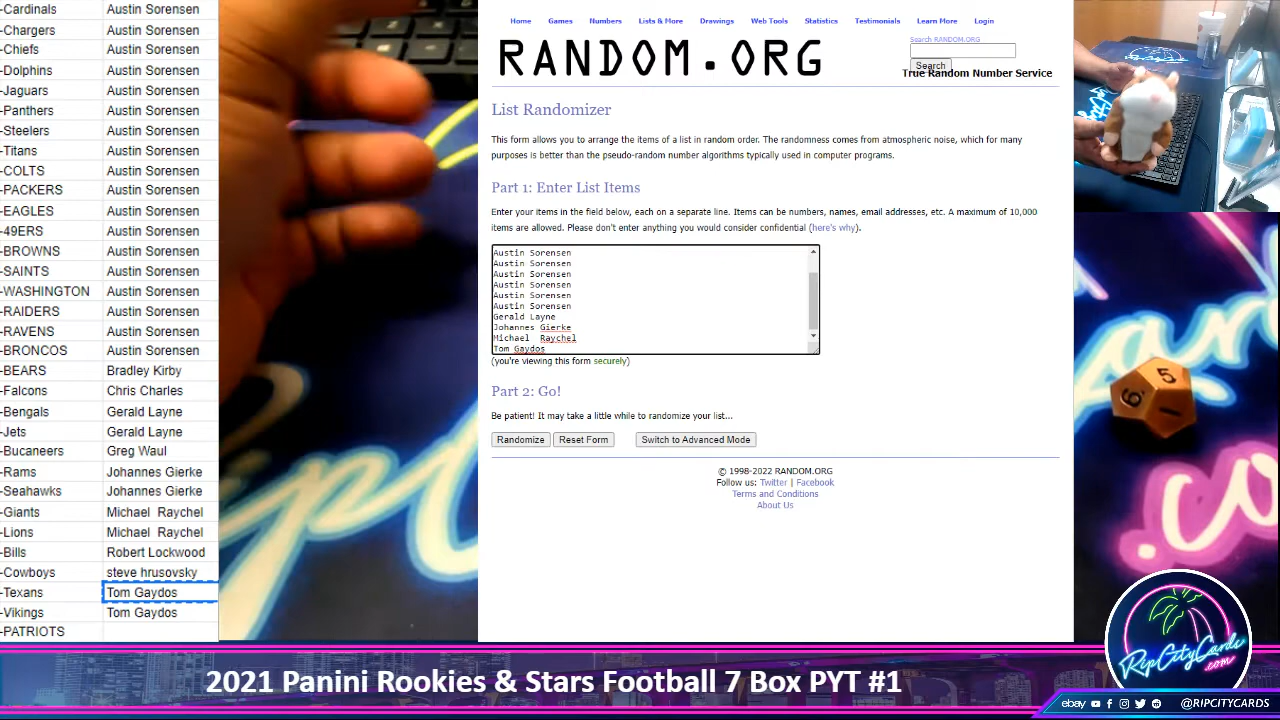 -Cardinals Austin Sorensen
-Chargers Austin Sorensen
-Chiefs Austin Sorensen
-Dolphins Austin Sorensen
-Jaguars Austin Sorensen
-Panthers Austin Sorensen
-Steelers Austin Sorensen
-Titans Austin Sorensen
-COLTS Austin Sorensen
-PACKERS Austin Sorensen
-EAGLES Austin Sorensen
-49ERS Austin Sorensen
-BROWNS Austin Sorensen
-SAINTS Austin Sorensen
-WASHINGTON Austin Sorensen
-RAIDERS Austin Sorensen
-RAVENS Austin Sorensen
-BRONCOS Austin Sorensen
-BEARS Bradley Kirby
-Falcons Chris Charles
-Bengals Gerald Layne
-Jets Gerald Layne
-Bucaneers Greg Waul
-Rams Johannes Gierke
-Seahawks Johannes Gierke
-Giants Michael  Raychel
-Lions Michael  Raychel
-Bills Robert Lockwood
-Cowboys steve hrusovsky
-Texans Tom Gaydos
-Vikings Tom Gaydos
-PATRIOTS
Home Games Numbers Lists & More Drawings Web Tools Statistics Testimonials Learn More Login
RANDOM.ORG
Search RANDOM.ORG
Search
True Random Number Service
List Randomizer
This form allows you to arrange the items of a list in random order. The randomness comes from atmospheric noise, which for many
purposes is better than the pseudo-random number algorithms typically used in computer programs.
Part 1: Enter List Items
Enter your items in the field below, each on a separate line. Items can be numbers, names, email addresses, etc. A maximum of 10,000
items are allowed. Please don't enter anything you would consider confidential (here's why).
Austin Sorensen
Austin Sorensen
Austin Sorensen
Austin Sorensen
Austin Sorensen
Austin Sorensen
Gerald Layne
Johannes Gierke
Michael  Raychel
Tom Gaydos
(you're viewing this form securely)
Part 2: Go!
Be patient! It may take a little while to randomize your list...
Randomize Reset Form Switch to Advanced Mode
© 1998-2022 RANDOM.ORG
Follow us: Twitter | Facebook
Terms and Conditions
About Us
5
6
.co
RipCityCards
.com
2021 Panini Rookies & Stars Football 7 Box PYT #1
ebay @RIPCITYCARDS